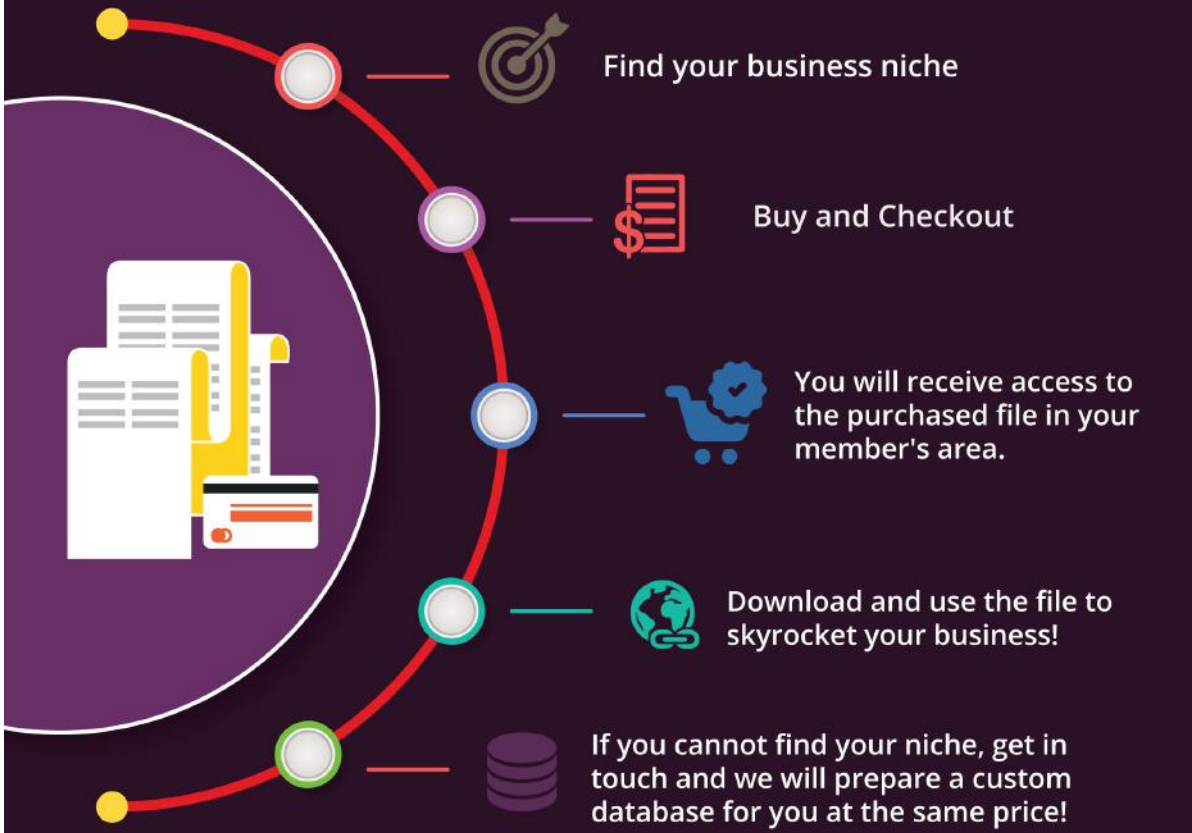 Find your business niche
Buy and Checkout
You will receive access to
the purchased file in your
member's area.
Download and use the file to
skyrocket your business!
If you cannot find your niche, get in
touch and we will prepare a custom
database for you at the same price!